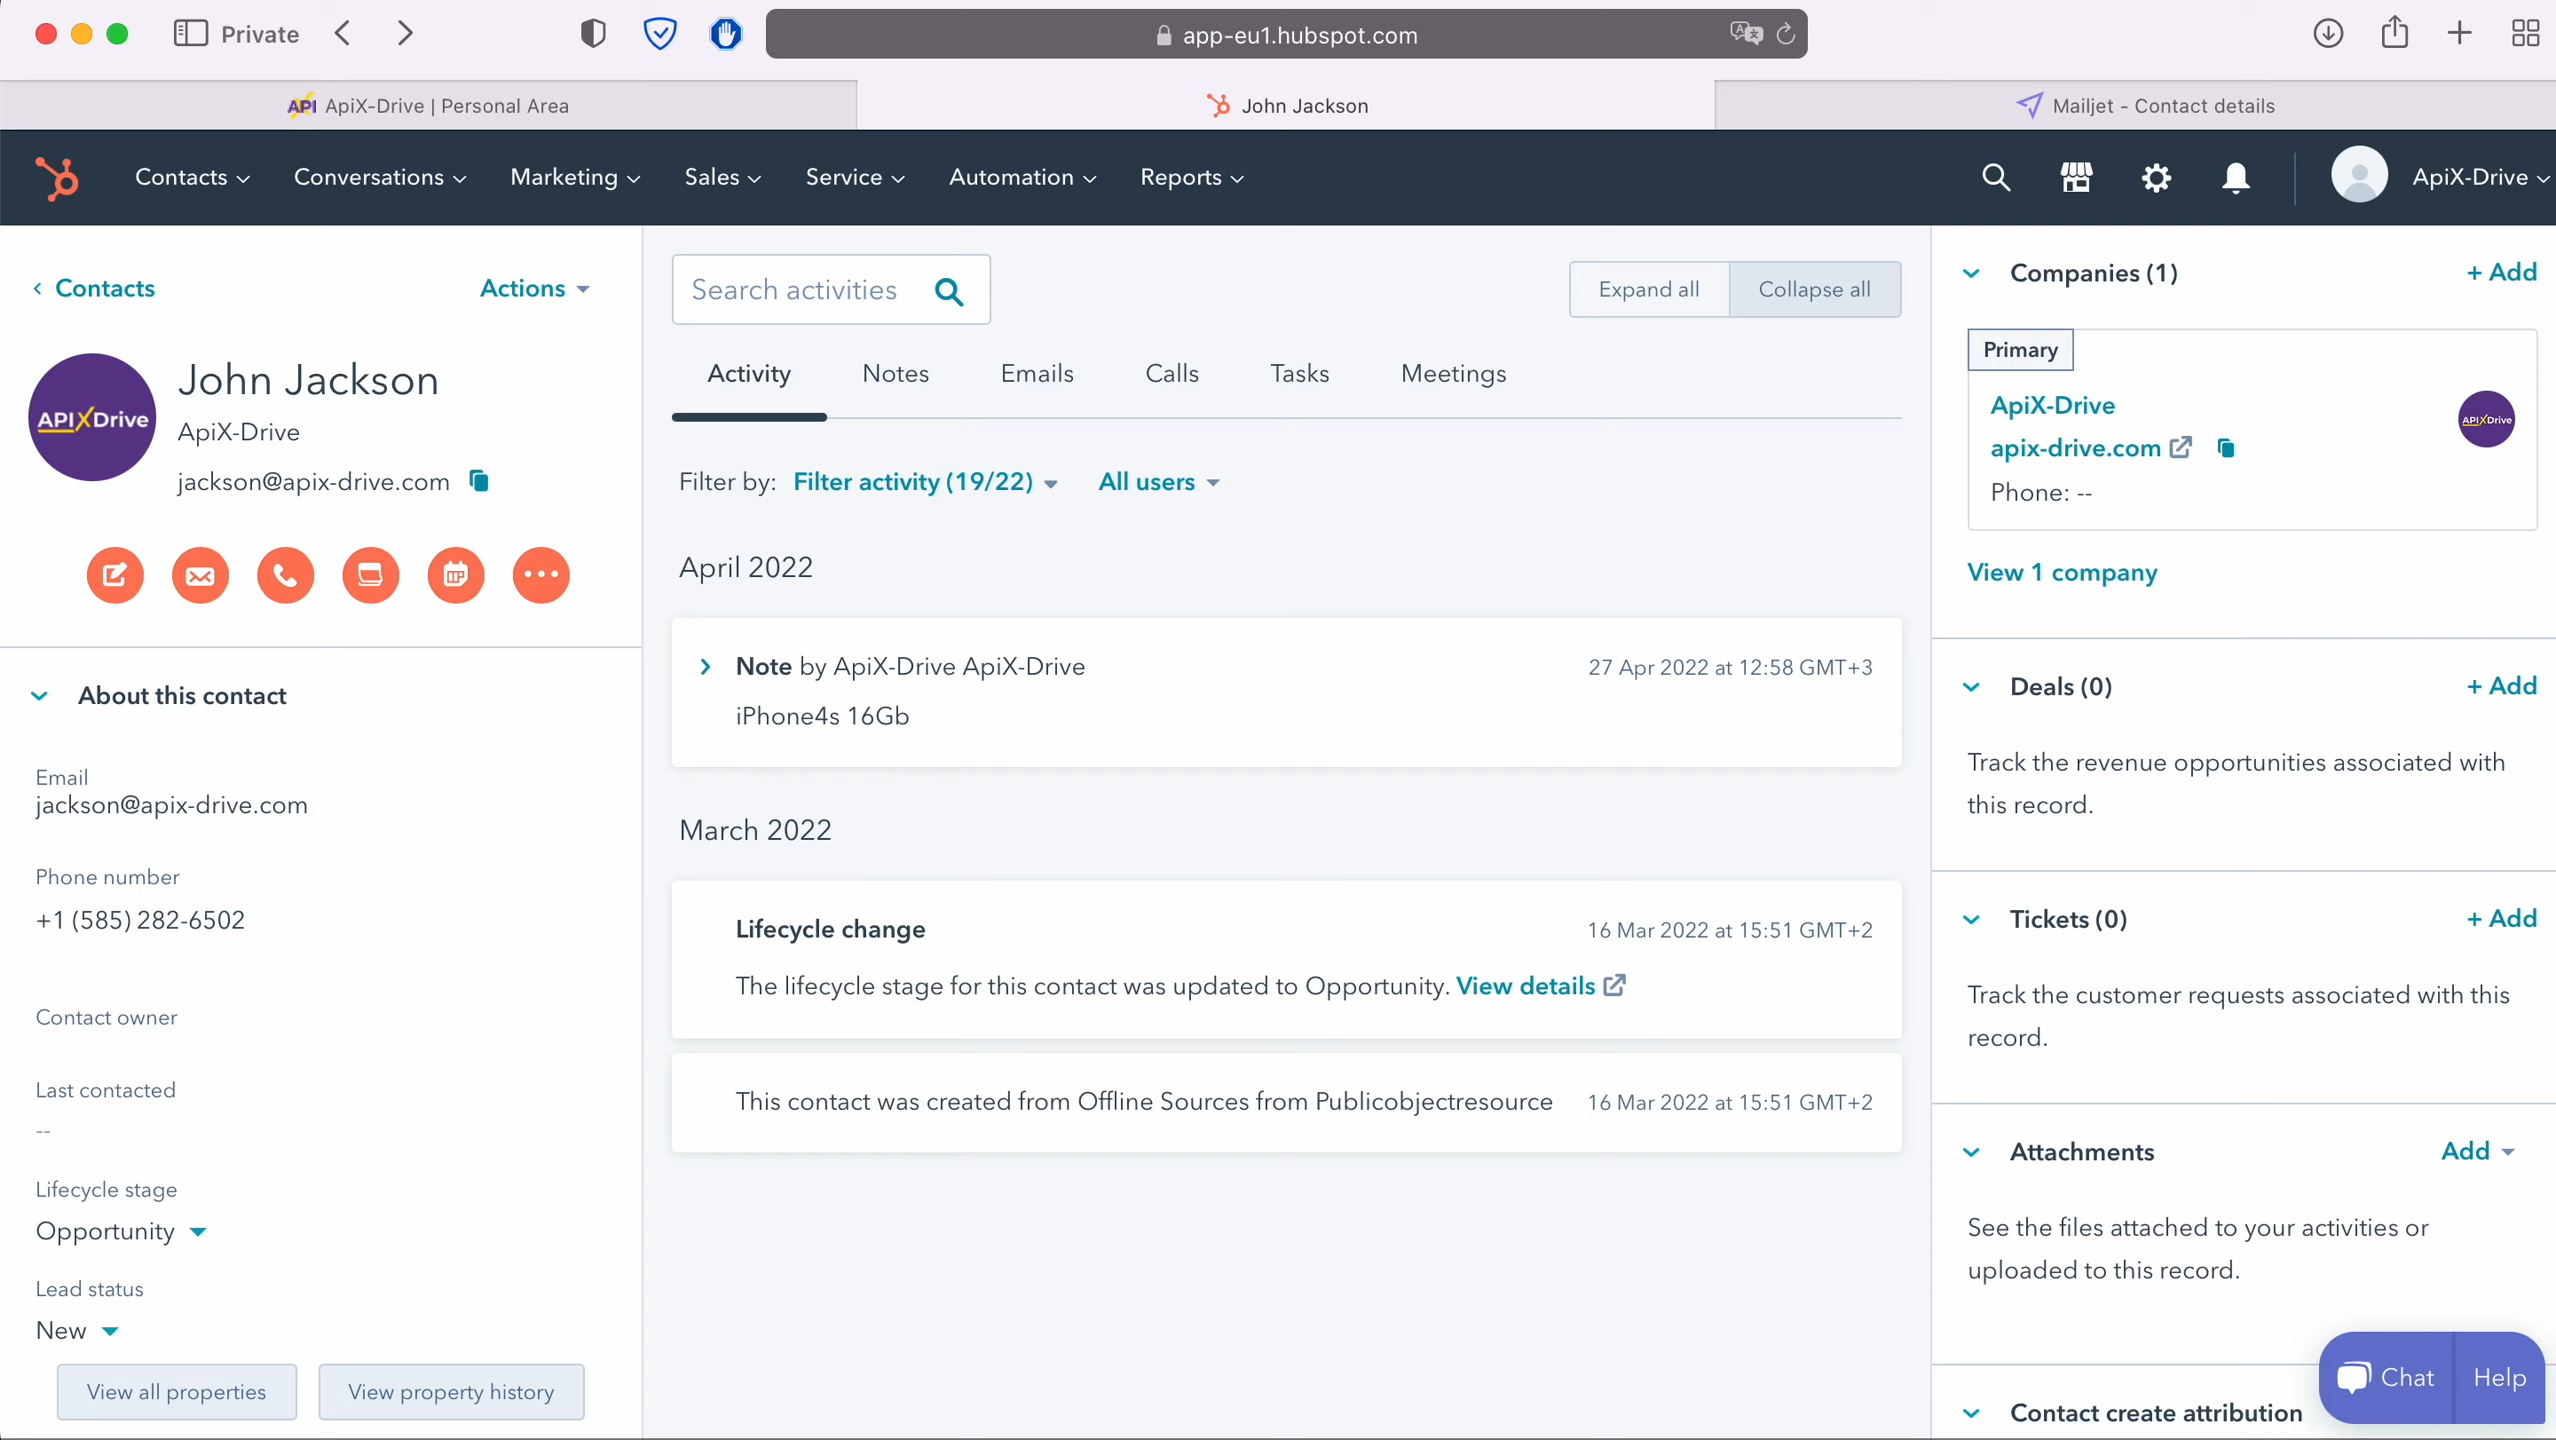 Private
app-eu1.hubspot.com
API ApiX-Drive | Personal Area
John Jackson
Mailjet - Contact details
Contacts
Conversations
Marketing
Sales
Service
Automation
Reports
ApiX-Drive
Contacts
Actions
APIXDrive
John Jackson
ApiX-Drive
jackson@apix-drive.com
About this contact
Email
jackson@apix-drive.com
Phone number
+1 (585) 282-6502
Contact owner
Last contacted
--
Lifecycle stage
Opportunity
Lead status
New
View all properties
View property history
Search activities
Expand all
Collapse all
Activity
Notes
Emails
Calls
Tasks
Meetings
Filter by: Filter activity (19/22) All users
April 2022
Note by ApiX-Drive ApiX-Drive
27 Apr 2022 at 12:58 GMT+3
iPhone4s 16Gb
March 2022
Lifecycle change
16 Mar 2022 at 15:51 GMT+2
The lifecycle stage for this contact was updated to Opportunity. View details
This contact was created from Offline Sources from Publicobjectresource
16 Mar 2022 at 15:51 GMT+2
Companies (1)
+ Add
Primary
ApiX-Drive
apix-drive.com
APIXDrive
Phone: --
View 1 company
Deals (0)
+ Add
Track the revenue opportunities associated with
this record.
Tickets (0)
+ Add
Track the customer requests associated with this
record.
Attachments
Add
See the files attached to your activities or
uploaded to this record.
Contact create attribution
Chat
Help